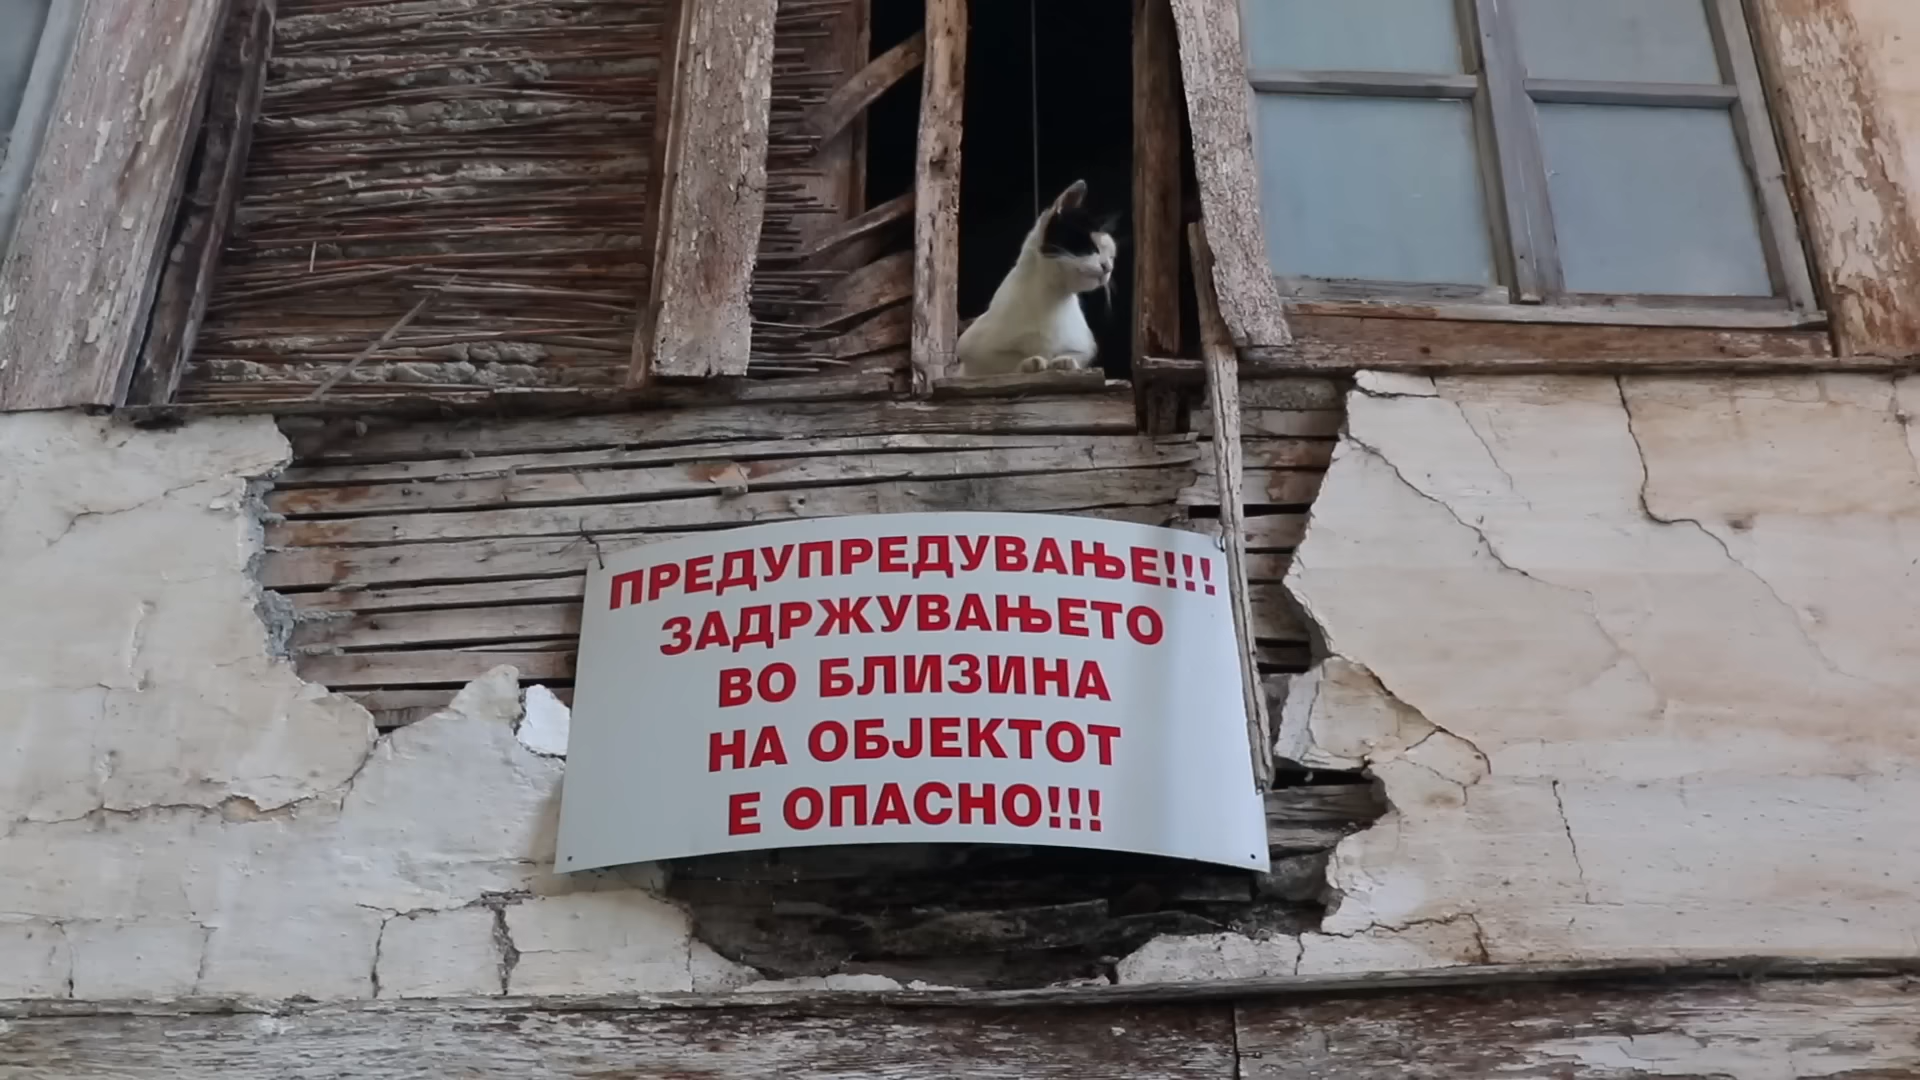 ПРЕДУПРЕДУВАЊЕ!!!
ЗАДРЖУВАЊЕТО
ВО БЛИЗИНА
НА ОБЈЕКТОТ
Е ОПАСНО!!!